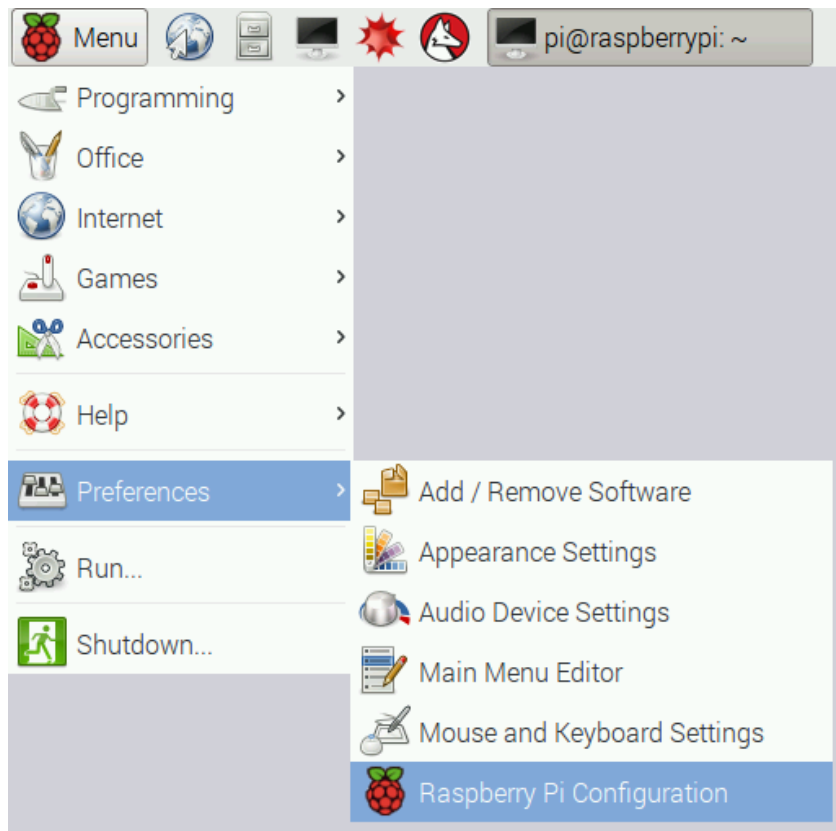 Menu
pi@raspberrypi: ~
Programming
Office
Internet
Games
Accessories
Help
Preferences
Run...
Shutdown...
Add / Remove Software
Appearance Settings
Audio Device Settings
Main Menu Editor
Mouse and Keyboard Settings
Raspberry Pi Configuration